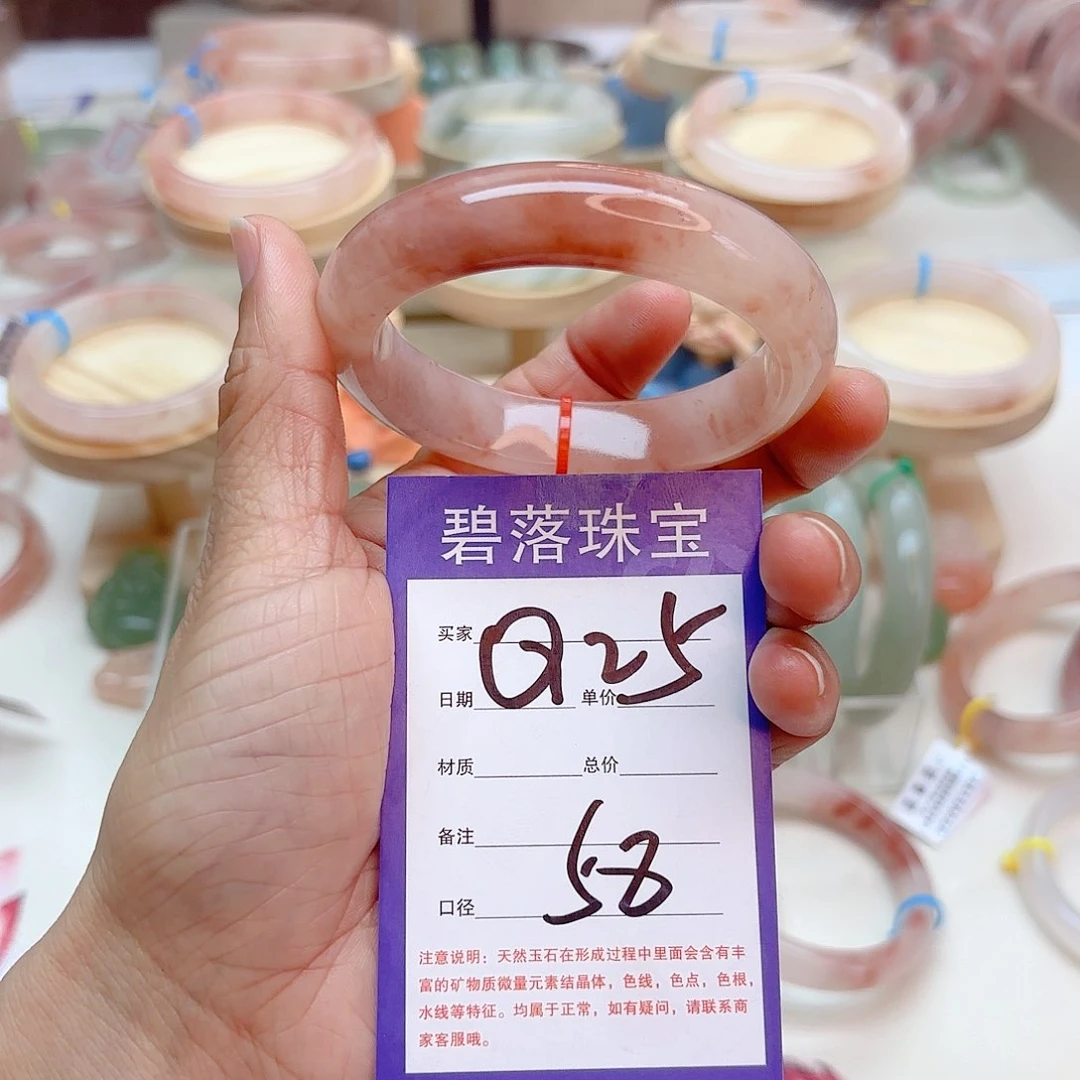 碧落珠宝
买家
Q25
日期 单价
材质 总价
备注
58
口径
注意说明：天然玉石在形成过程中里面会含有丰
富的矿物质微量元素结晶体，色线，色点，色根，
水线等特征。均属于正常，如有疑问，请联系商
家客服哦。